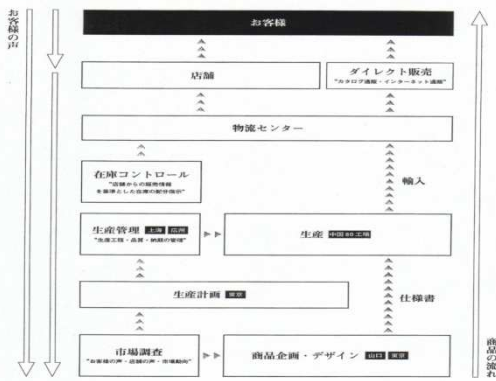 お客様の声
お客様
店舗
ダイレクト販売
"カタログ通販・インターネット通販"
物流センター
在庫コントロール
"店舗からの販売情報
を基準とした在庫の配分指示"
輸入
生産管理 上海 広州
"生産工程・品質・納期の管理"
生産 中国80工場
生産計画 東京
仕様書
市場調査
"お客様の声・店舗の声・市場動向"
商品企画・デザイン 山口 東京
商品の流れ